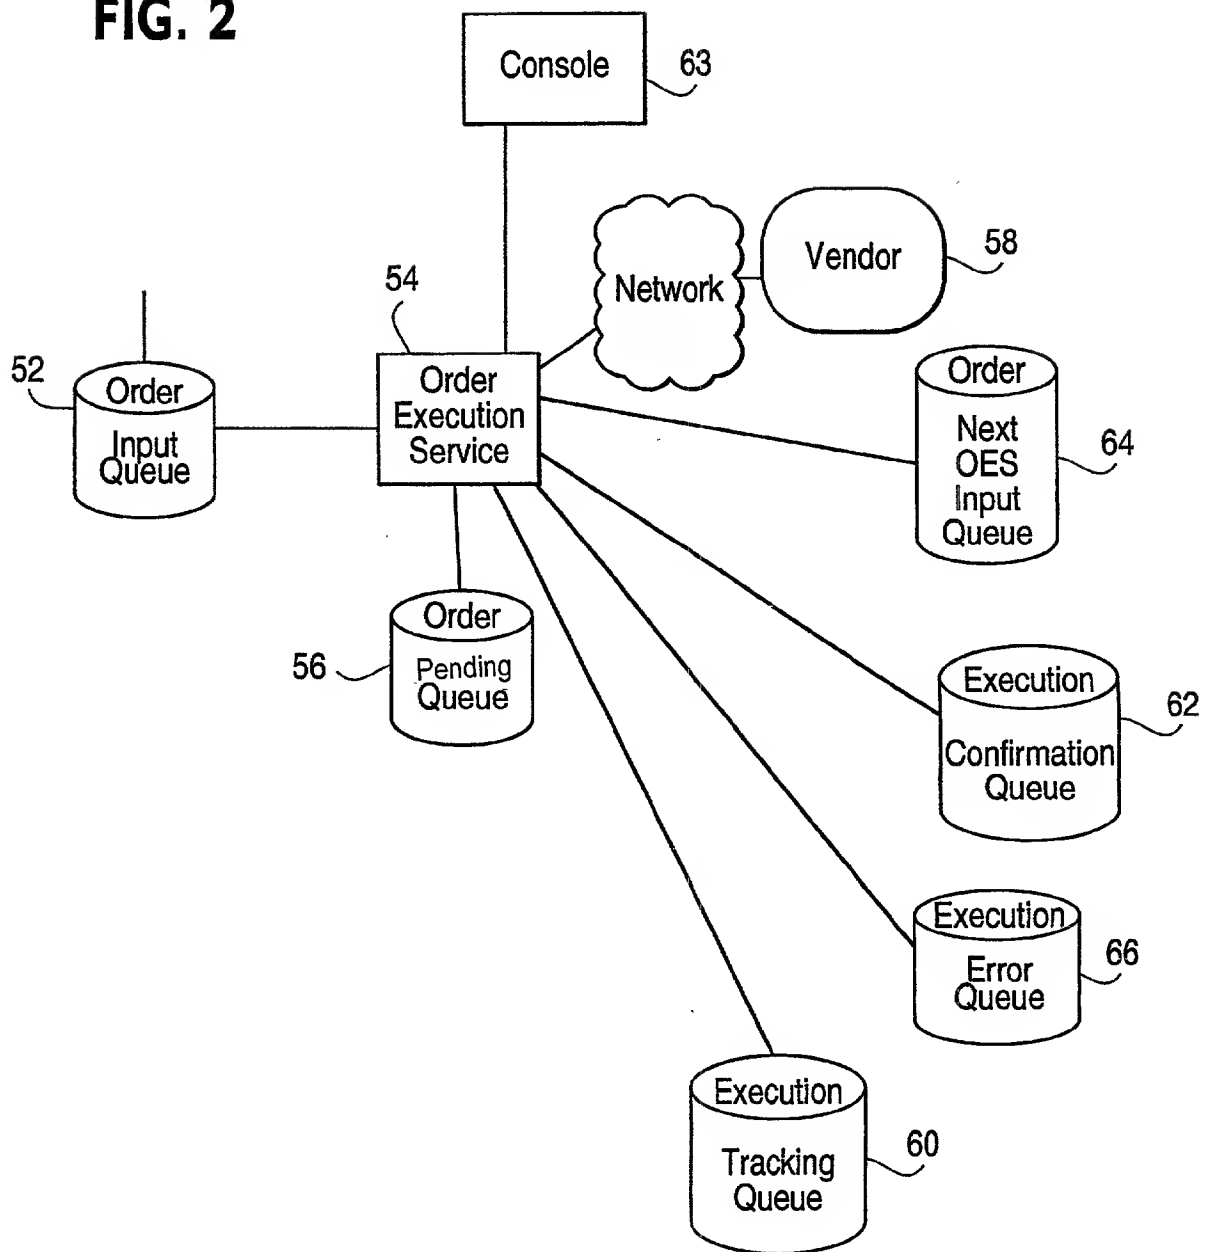 FIG. 2
Console
63
Network
Vendor
58
54
Order
Execution
Service
52
Order
Input
Queue
Order
Next
OES
Input
Queue
64
Order
Pending
Queue
56
Execution
Confirmation
Queue
62
Execution
Error
Queue
66
Execution
Tracking
Queue
60